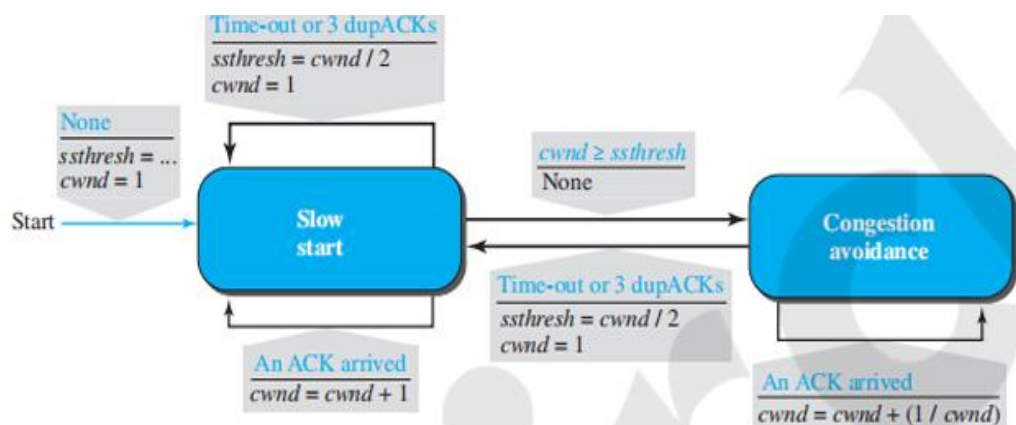 Time-out or 3 dupACKs
ssthresh = cwnd / 2
cwnd = 1
None
ssthresh = ...
cwnd = 1
Start
Slow
start
cwnd ≥ ssthresh
None
Congestion
avoidance
Time-out or 3 dupACKs
ssthresh = cwnd / 2
cwnd = 1
An ACK arrived
cwnd = cwnd + 1
An ACK arrived
cwnd = cwnd + (1 / cwnd)